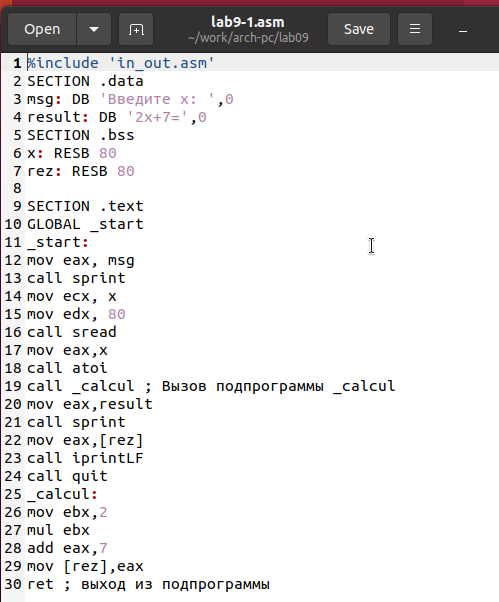 Open
lab9-1.asm
~/work/arch-pc/lab09
Save
1 %include 'in_out.asm'
2 SECTION .data
3 msg: DB 'Введите x: ',0
4 result: DB '2x+7=',0
5 SECTION .bss
6 x: RESB 80
7 rez: RESB 80
8
9 SECTION .text
10 GLOBAL _start
11 _start:
12 mov eax, msg
13 call sprint
14 mov ecx, x
15 mov edx, 80
16 call sread
17 mov eax,x
18 call atoi
19 call _calcul ; Вызов подпрограммы _calcul
20 mov eax,result
21 call sprint
22 mov eax,[rez]
23 call iprintLF
24 call quit
25 _calcul:
26 mov ebx,2
27 mul ebx
28 add eax,7
29 mov [rez],eax
30 ret ; выход из подпрограммы